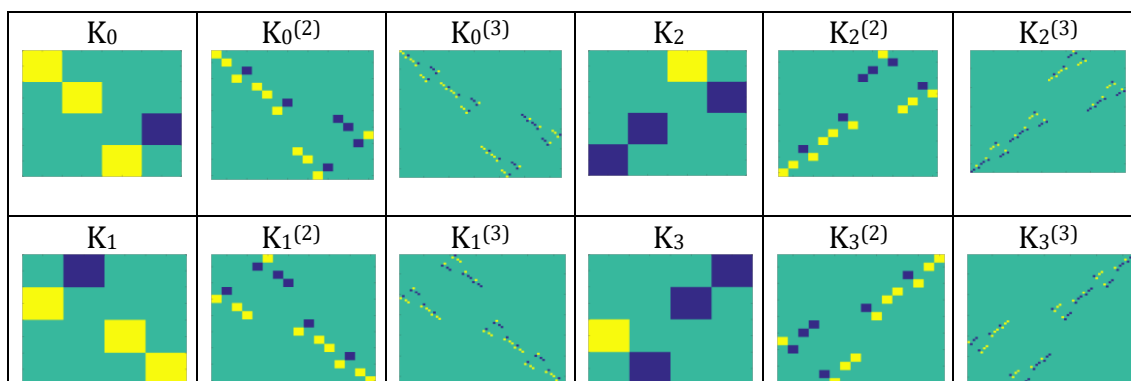 K₀ K₀⁽²⁾ K₀⁽³⁾ K₂ K₂⁽²⁾ K₂⁽³⁾
K₁ K₁⁽²⁾ K₁⁽³⁾ K₃ K₃⁽²⁾ K₃⁽³⁾